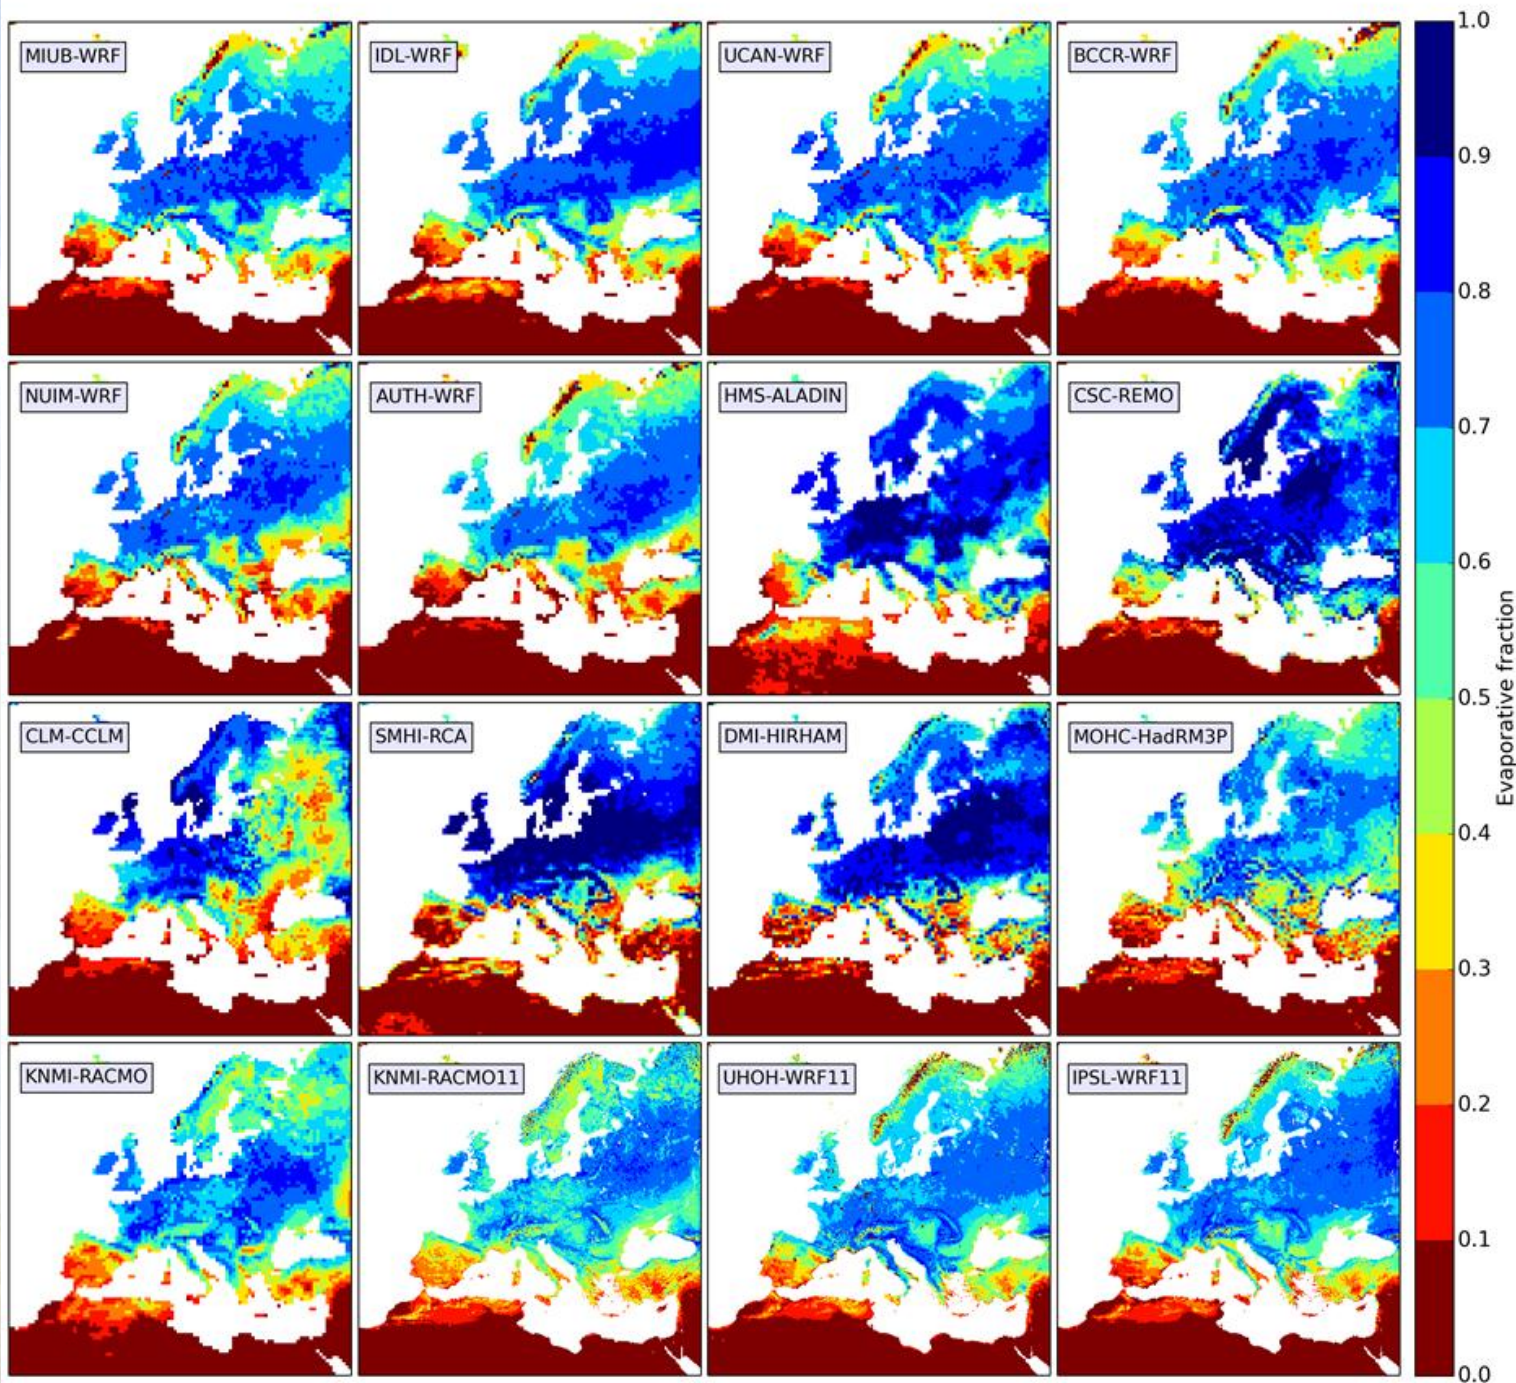 MIUB-WRF
IDL-WRF
UCAN-WRF
BCCR-WRF
NUIM-WRF
AUTH-WRF
HMS-ALADIN
CSC-REMO
CLM-CCLM
SMHI-RCA
DMI-HIRHAM
MOHC-HadRM3P
KNMI-RACMO
KNMI-RACMO11
UHOH-WRF11
IPSL-WRF11
1.0
0.9
0.8
0.7
0.6
0.5
0.4
0.3
0.2
0.1
0.0
Evaporative fraction